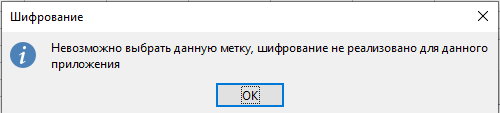 Шифрование
Невозможно выбрать данную метку, шифрование не реализовано для данного
приложения
OK